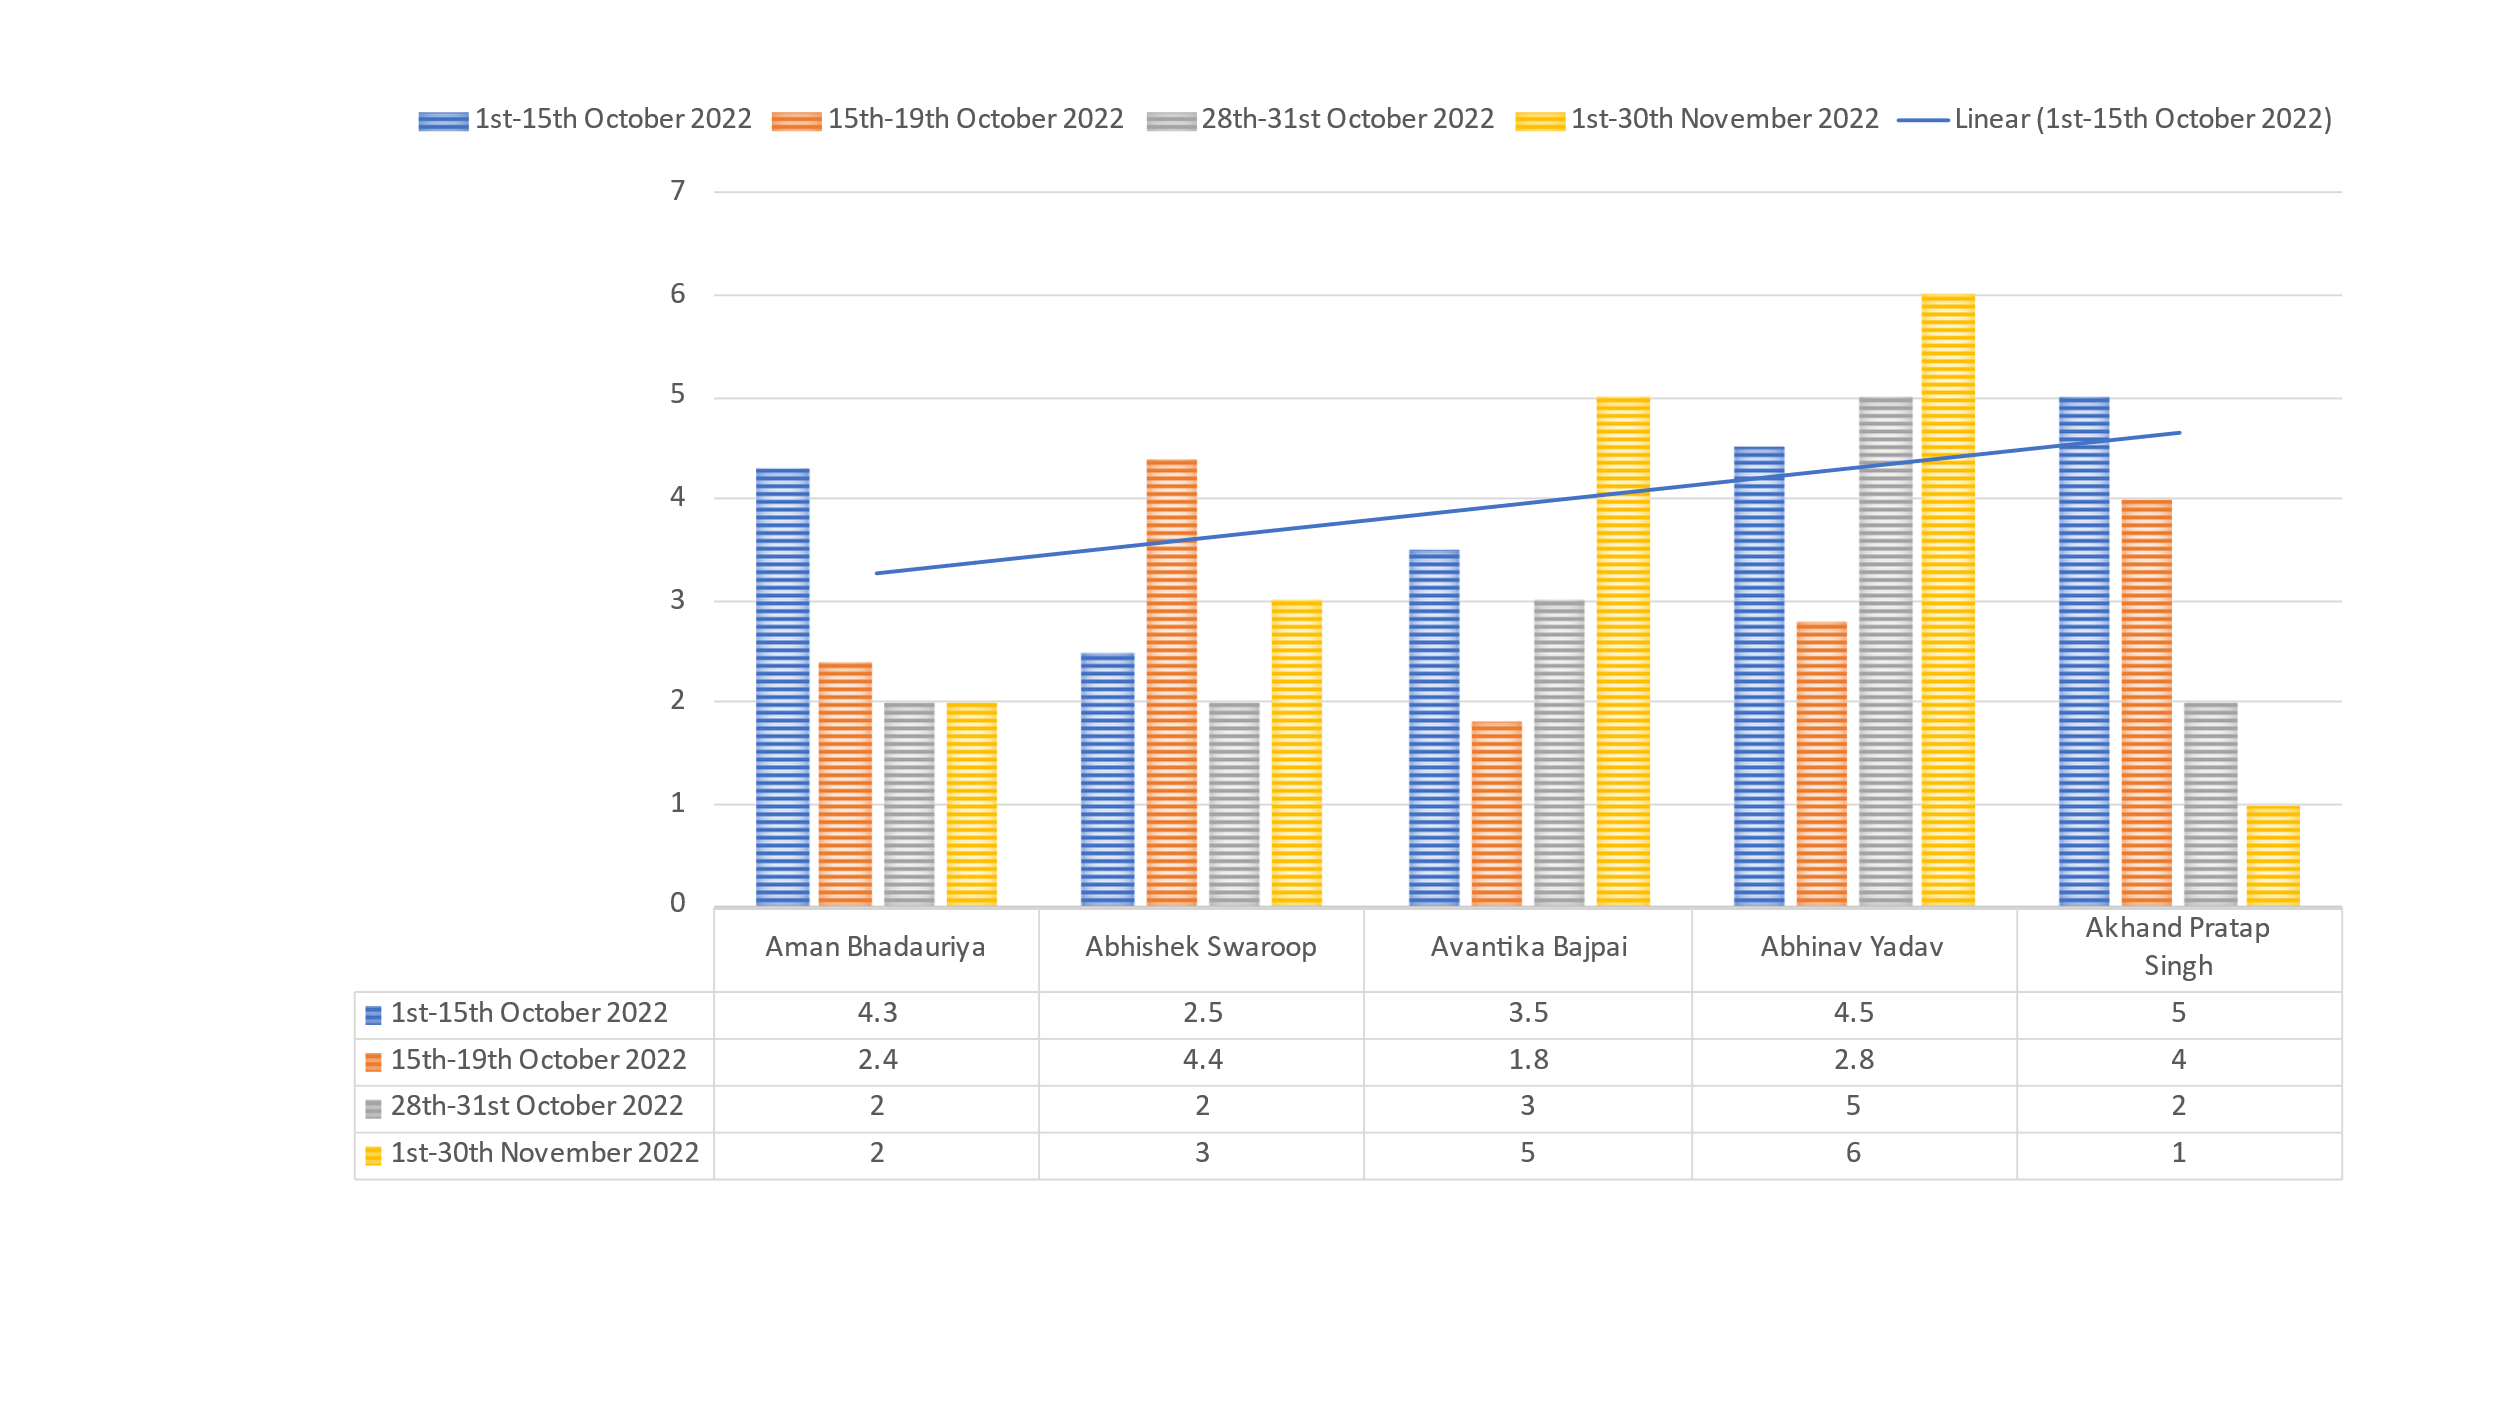 1st-15th October 2022 15th-19th October 2022 28th-31st October 2022 1st-30th November 2022 Linear (1st-15th October 2022)
7
6
5
4
3
2
1
0
Aman Bhadauriya Abhishek Swaroop Avantika Bajpai Abhinav Yadav Akhand Pratap
Singh
1st-15th October 2022 4.3 2.5 3.5 4.5 5
15th-19th October 2022 2.4 4.4 1.8 2.8 4
28th-31st October 2022 2 2 3 5 2
1st-30th November 2022 2 3 5 6 1